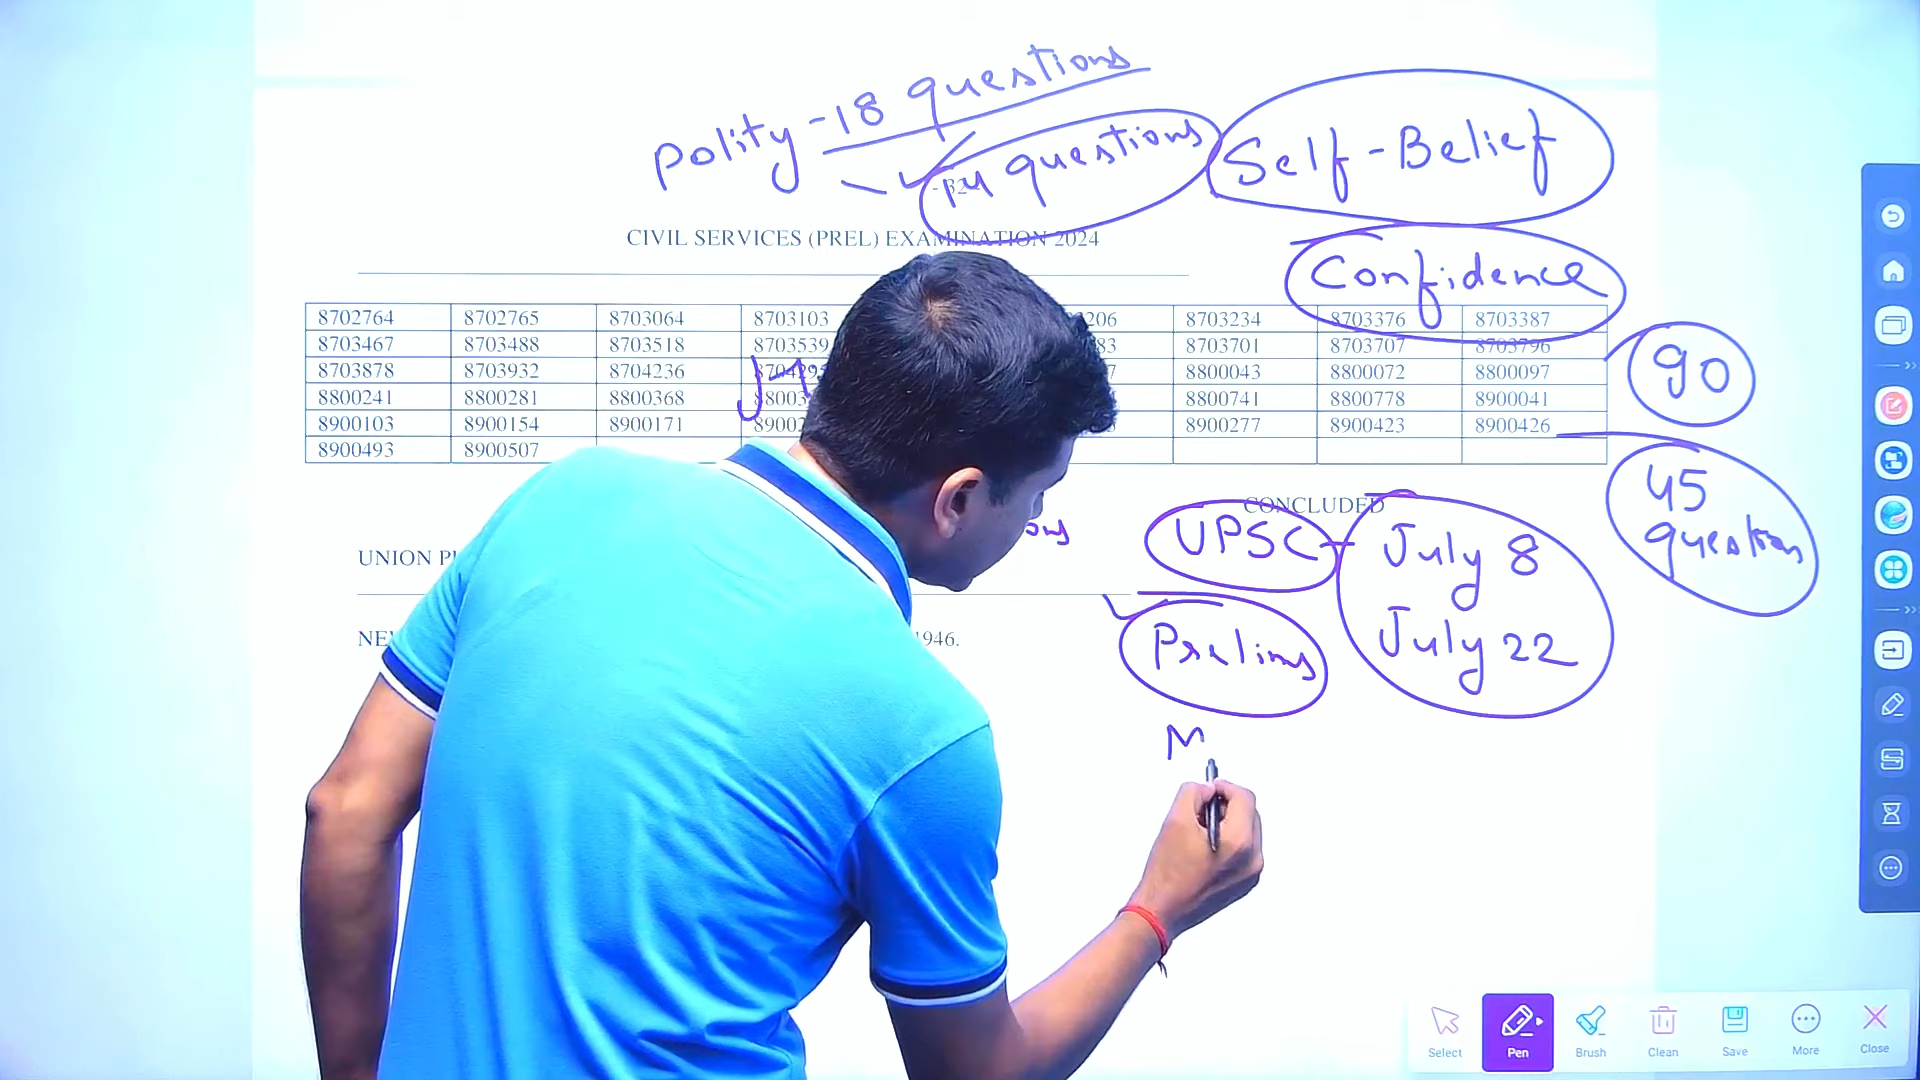 Polity - 18 questions
14 questions
Self-Belief
CIVIL SERVICES (PREL) EXAMINATION 2024
Confidence
8702764 8702765 8703064 8703103 8703234 8703376 8703387
8703467 8703488 8703518 8703539 8703701 8703707 8703796
8703878 8703932 8704236 8800043 8800072 8800097
8800241 8800281 8800368 8800741 8800778 8900041
8900103 8900154 8900171 8900277 8900423 8900426
8900493 8900507
90
45
questions
CONCLUDED
UPSC - July 8
July 22
UNION
Prelims
1946.
M
Select Pen Brush Clean Save More Close